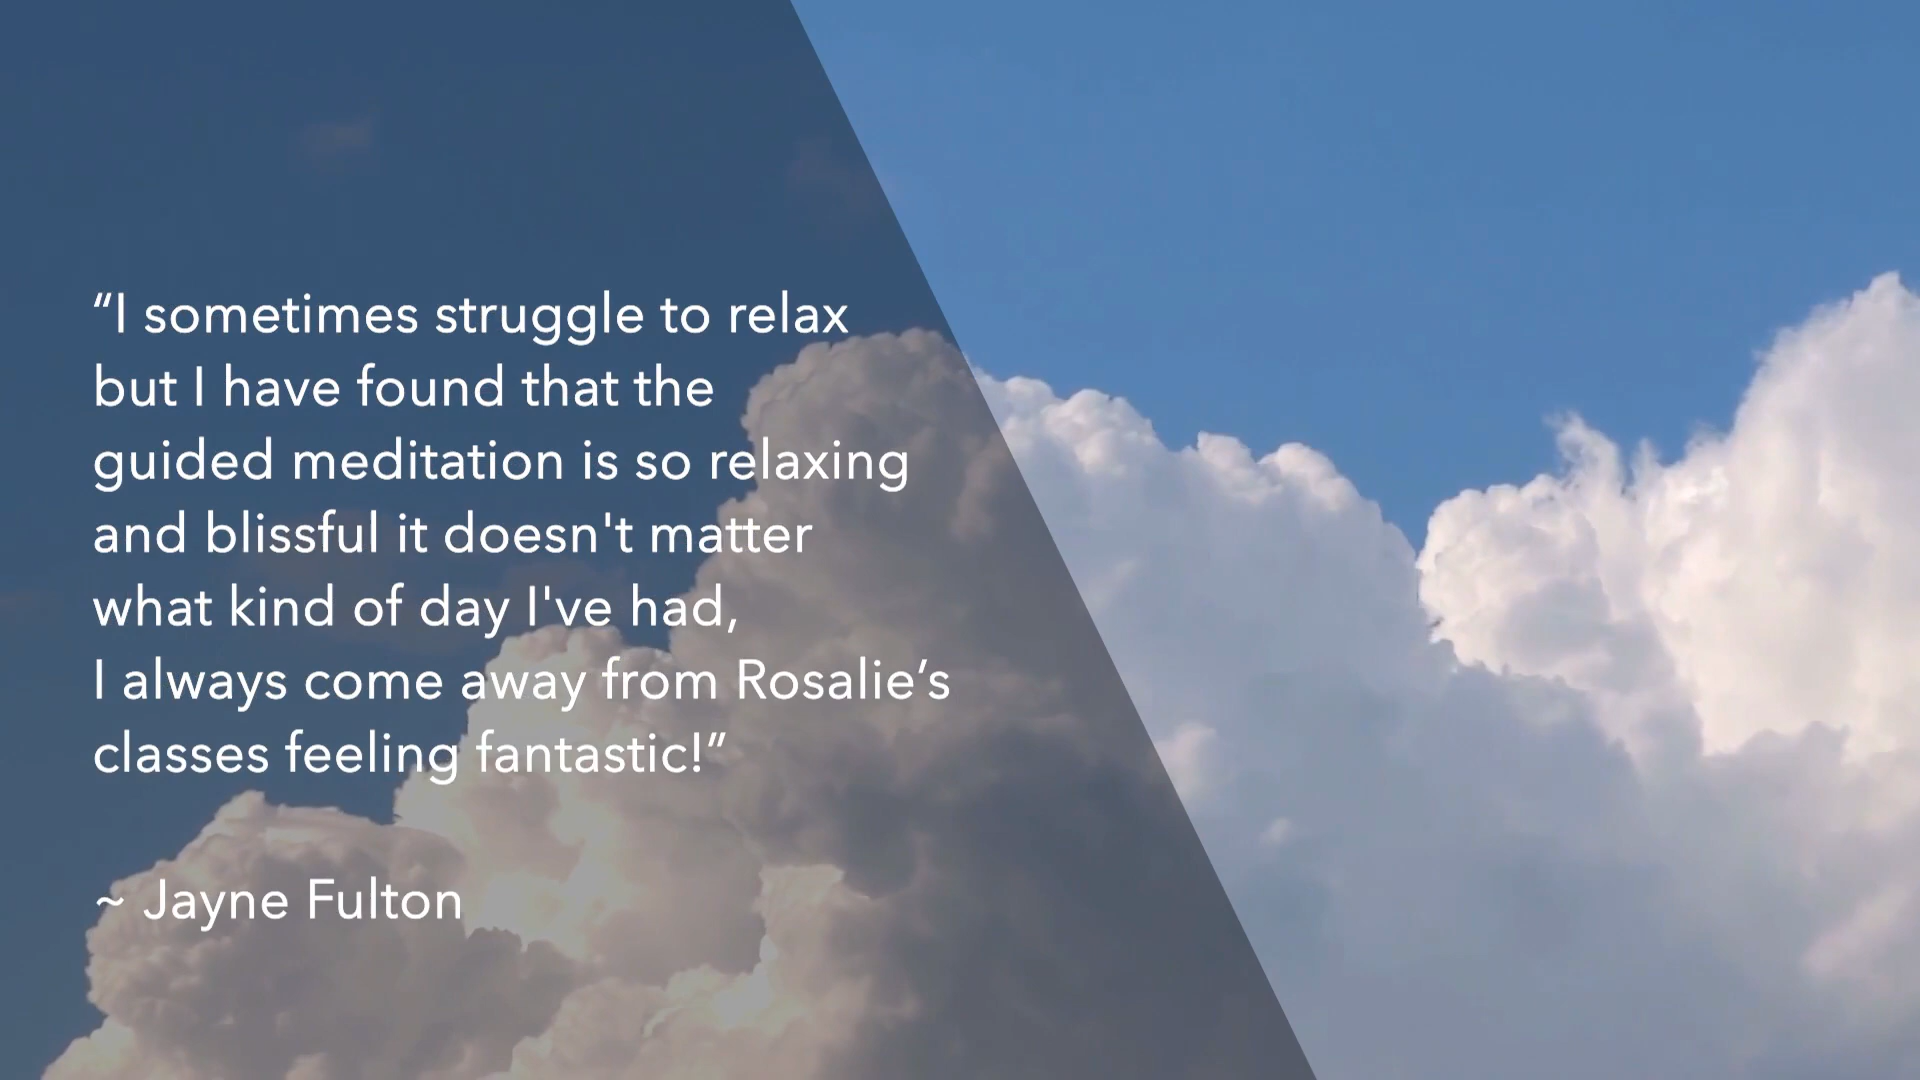 “I sometimes struggle to relax
but I have found that the
guided meditation is so relaxing
and blissful it doesn't matter
what kind of day I've had,
I always come away from Rosalie’s
classes feeling fantastic!”
~ Jayne Fulton